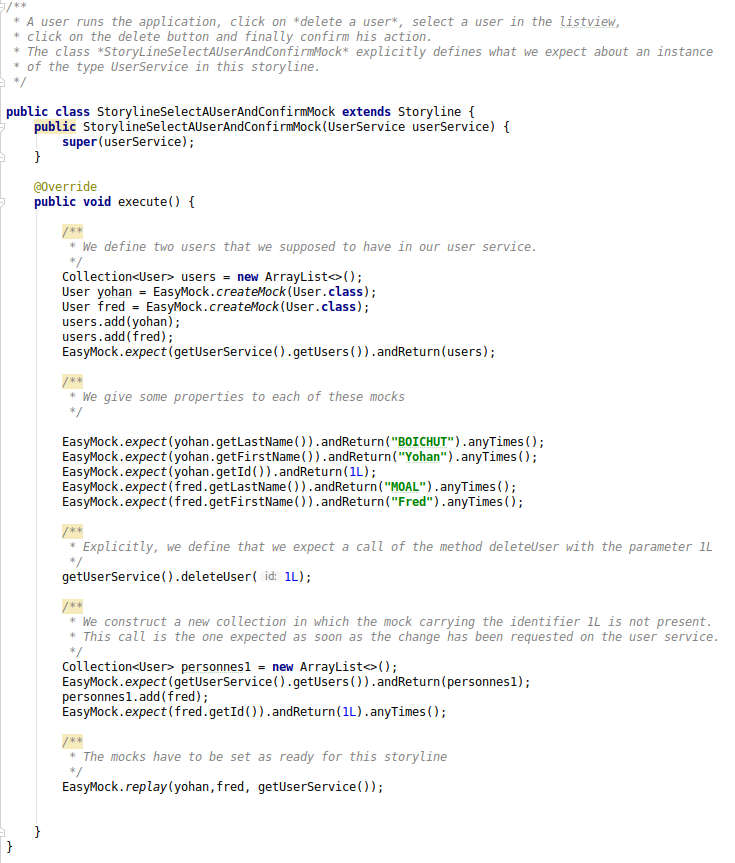 /**
 * A user runs the application, click on *delete a user*, select a user in the listview,
 * click on the delete button and finally confirm his action.
 * The class *StoryLineSelectAUserAndConfirmMock* explicitly defines what we expect about an instance
 * of the type UserService in this storyline.
 */
public class StorylineSelectAUserAndConfirmMock extends Storyline {
    public StorylineSelectAUserAndConfirmMock(UserService userService) {
        super(userService);
    }
    @Override
    public void execute() {
        /**
         * We define two users that we supposed to have in our user service.
         */
        Collection<User> users = new ArrayList<>();
        User yohan = EasyMock.createMock(User.class);
        User fred = EasyMock.createMock(User.class);
        users.add(yohan);
        users.add(fred);
        EasyMock.expect(getUserService().getUsers()).andReturn(users);
        /**
         * We give some properties to each of these mocks
         */
        EasyMock.expect(yohan.getLastName()).andReturn("BOICHUT").anyTimes();
        EasyMock.expect(yohan.getFirstName()).andReturn("Yohan").anyTimes();
        EasyMock.expect(yohan.getId()).andReturn(1L);
        EasyMock.expect(fred.getLastName()).andReturn("MOAL").anyTimes();
        EasyMock.expect(fred.getFirstName()).andReturn("Fred").anyTimes();
        /**
         * Explicitly, we define that we expect a call of the method deleteUser with the parameter 1L
         */
        getUserService().deleteUser( id: 1L);
        /**
         * We construct a new collection in which the mock carrying the identifier 1L is not present.
         * This call is the one expected as soon as the change has been requested on the user service.
         */
        Collection<User> personnes1 = new ArrayList<>();
        EasyMock.expect(getUserService().getUsers()).andReturn(personnes1);
        personnes1.add(fred);
        EasyMock.expect(fred.getId()).andReturn(1L).anyTimes();
        /**
         * The mocks have to be set as ready for this storyline
         */
        EasyMock.replay(yohan,fred, getUserService());
    }
}